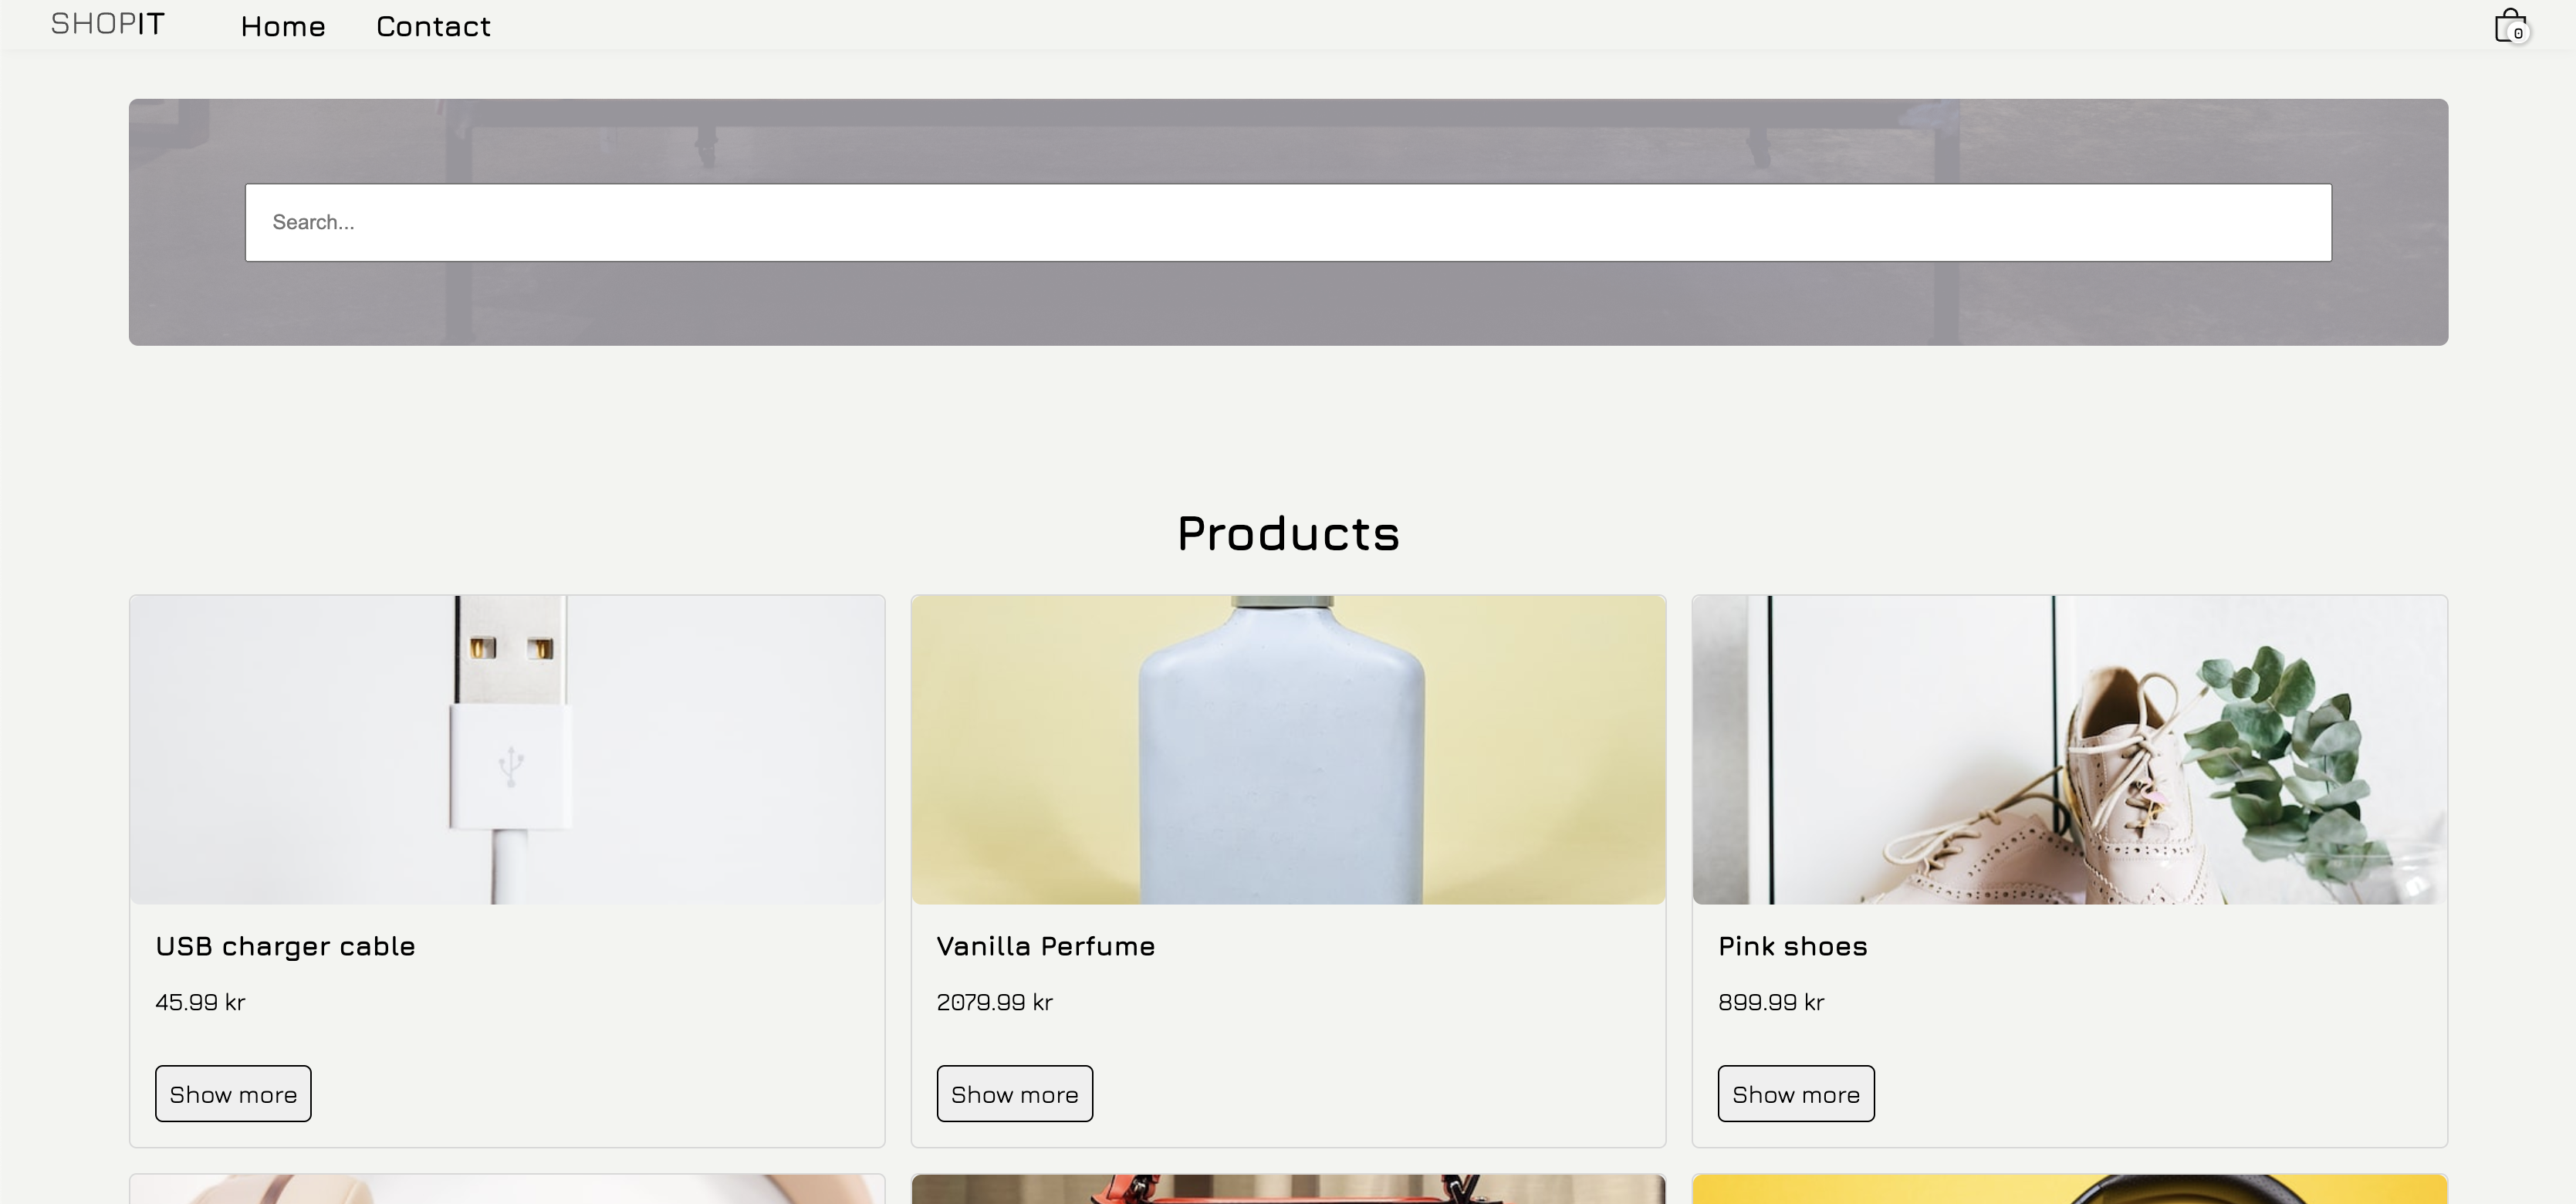 SHOPIT
Home
Contact
0
Search...
Products
USB charger cable
45.99 kr
Show more
Vanilla Perfume
2079.99 kr
Show more
Pink shoes
899.99 kr
Show more